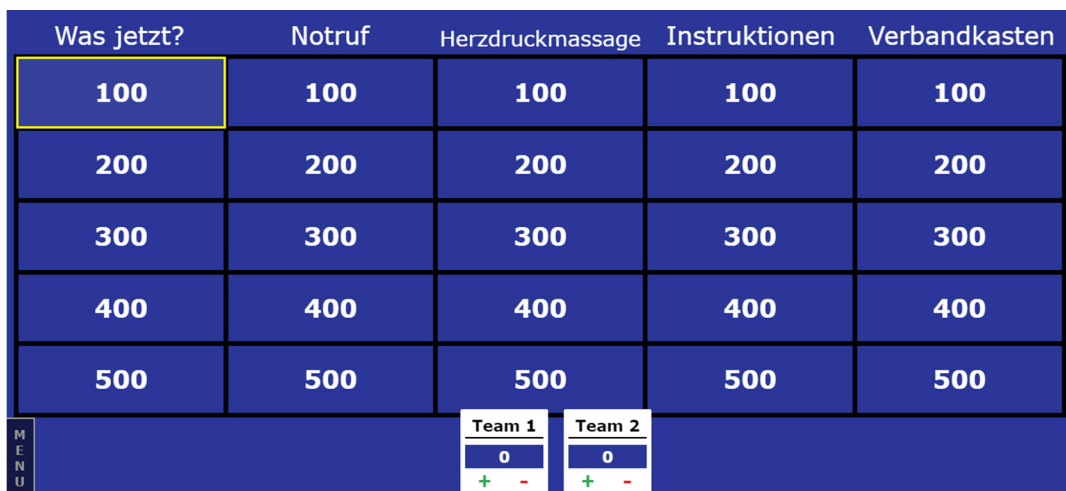 Was jetzt? Notruf Herzdruckmassage Instruktionen Verbandkasten
100 100 100 100 100
200 200 200 200 200
300 300 300 300 300
400 400 400 400 400
500 500 500 500 500
MENU
Team 1 Team 2
0 0
+ - + -